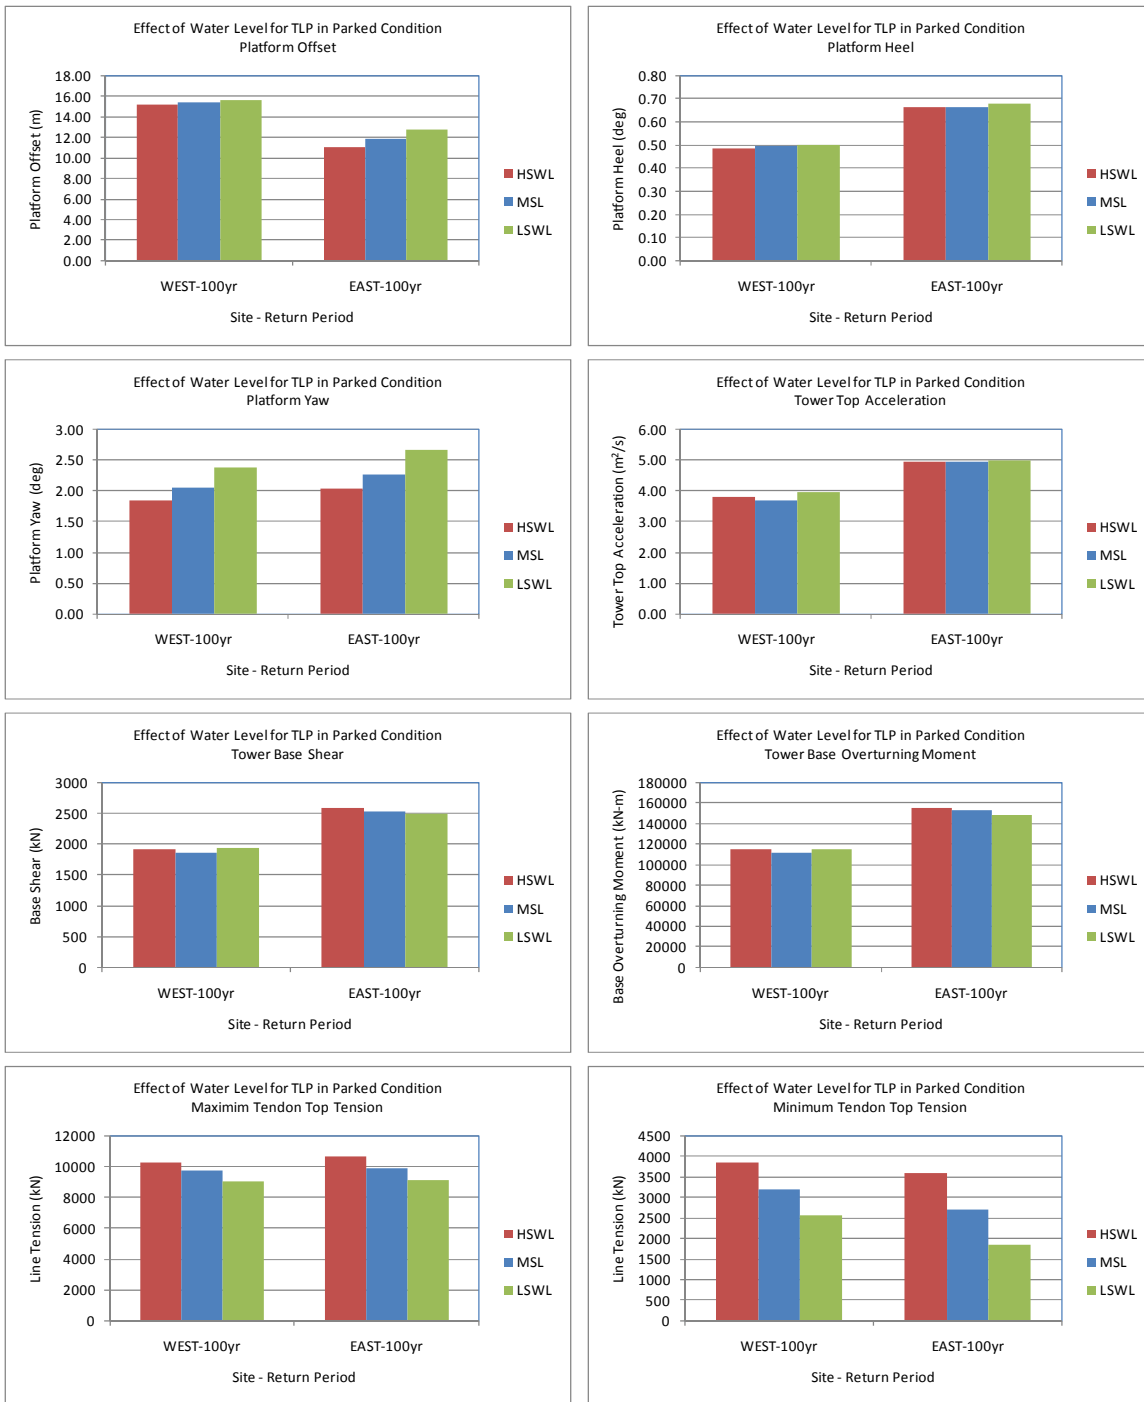 Effect of Water Level for TLP in Parked Condition
Platform Offset
Platform Offset (m)
18.00
16.00
14.00
12.00
10.00
8.00
6.00
4.00
2.00
0.00
WEST-100yr
EAST-100yr
Site - Return Period
HSWL
MSL
LSWL
Effect of Water Level for TLP in Parked Condition
Platform Heel
Platform Heel (deg)
0.80
0.70
0.60
0.50
0.40
0.30
0.20
0.10
0.00
WEST-100yr
EAST-100yr
Site - Return Period
HSWL
MSL
LSWL
Effect of Water Level for TLP in Parked Condition
Platform Yaw
Platform Yaw (deg)
3.00
2.50
2.00
1.50
1.00
0.50
0.00
WEST-100yr
EAST-100yr
Site - Return Period
HSWL
MSL
LSWL
Effect of Water Level for TLP in Parked Condition
Tower Top Acceleration
Tower Top Acceleration (m²/s)
6.00
5.00
4.00
3.00
2.00
1.00
0.00
WEST-100yr
EAST-100yr
Site - Return Period
HSWL
MSL
LSWL
Effect of Water Level for TLP in Parked Condition
Tower Base Shear
Base Shear (kN)
3000
2500
2000
1500
1000
500
0
WEST-100yr
EAST-100yr
Site - Return Period
HSWL
MSL
LSWL
Effect of Water Level for TLP in Parked Condition
Tower Base Overturning Moment
Base Overturning Moment (kN-m)
180000
160000
140000
120000
100000
80000
60000
40000
20000
0
WEST-100yr
EAST-100yr
Site - Return Period
HSWL
MSL
LSWL
Effect of Water Level for TLP in Parked Condition
Maximim Tendon Top Tension
Line Tension (kN)
12000
10000
8000
6000
4000
2000
0
WEST-100yr
EAST-100yr
Site - Return Period
HSWL
MSL
LSWL
Effect of Water Level for TLP in Parked Condition
Minimum Tendon Top Tension
Line Tension (kN)
4500
4000
3500
3000
2500
2000
1500
1000
500
0
WEST-100yr
EAST-100yr
Site - Return Period
HSWL
MSL
LSWL